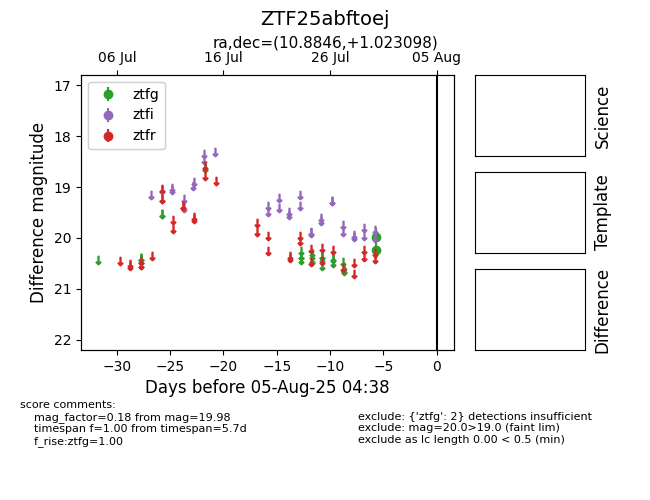 ZTF25abftoej
ra,dec=(10.8846,+1.023098)
06 Jul
16 Jul
26 Jul
05 Aug
ztfg
ztfi
ztfr
17
18
19
20
21
22
Difference magnitude
−30
−25
−20
−15
−10
−5
0
Days before 05-Aug-25 04:38
Science
Template
Difference
score comments:
mag_factor=0.18 from mag=19.98
timespan f=1.00 from timespan=5.7d
f_rise:ztfg=1.00
exclude: {'ztfg': 2} detections insufficient
exclude: mag=20.0>19.0 (faint lim)
exclude as lc length 0.00 < 0.5 (min)